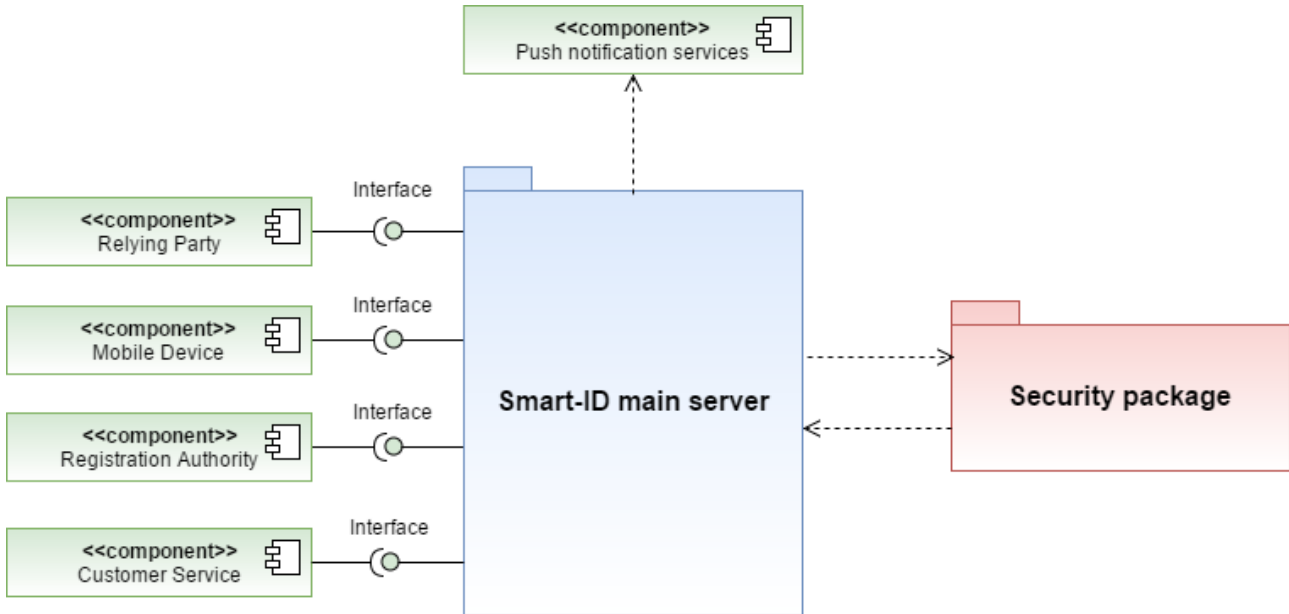 <<component>>
Push notification services
Interface
<<component>>
Relying Party
Interface
<<component>>
Mobile Device
Smart-ID main server
Security package
Interface
<<component>>
Registration Authority
Interface
<<component>>
Customer Service